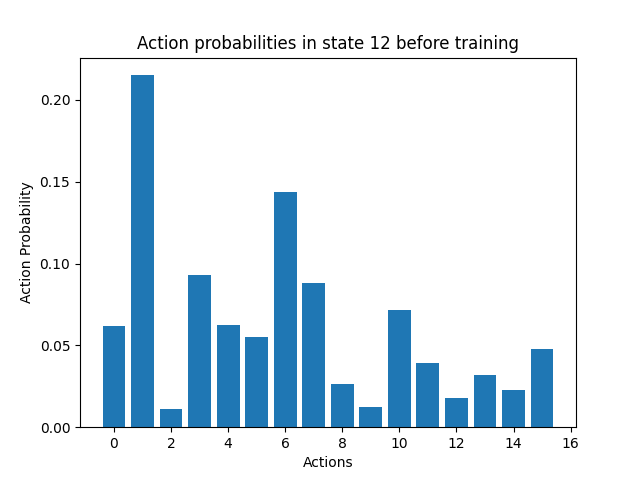 Action probabilities in state 12 before training
Action Probability
0.20
0.15
0.10
0.05
0.00
0 2 4 6 8 10 12 14 16
Actions